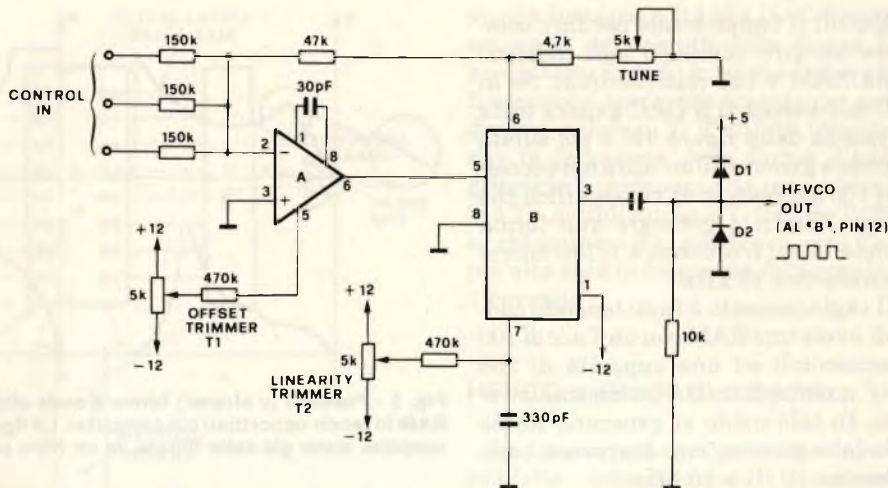 150k
47k
4,7k
5k
TUNE
CONTROL
IN
150k
150k
30pF
1
8
2
A
6
3
5
-
+
6
5
8
B
3
1
7
-12
+5
D1
D2
HFVCO
OUT
(AL "B", PIN12)
+12
5k
-12
470k
OFFSET
TRIMMER
T1
+12
5k
-12
LINEARITY
TRIMMER
T2
470k
330pF
10k